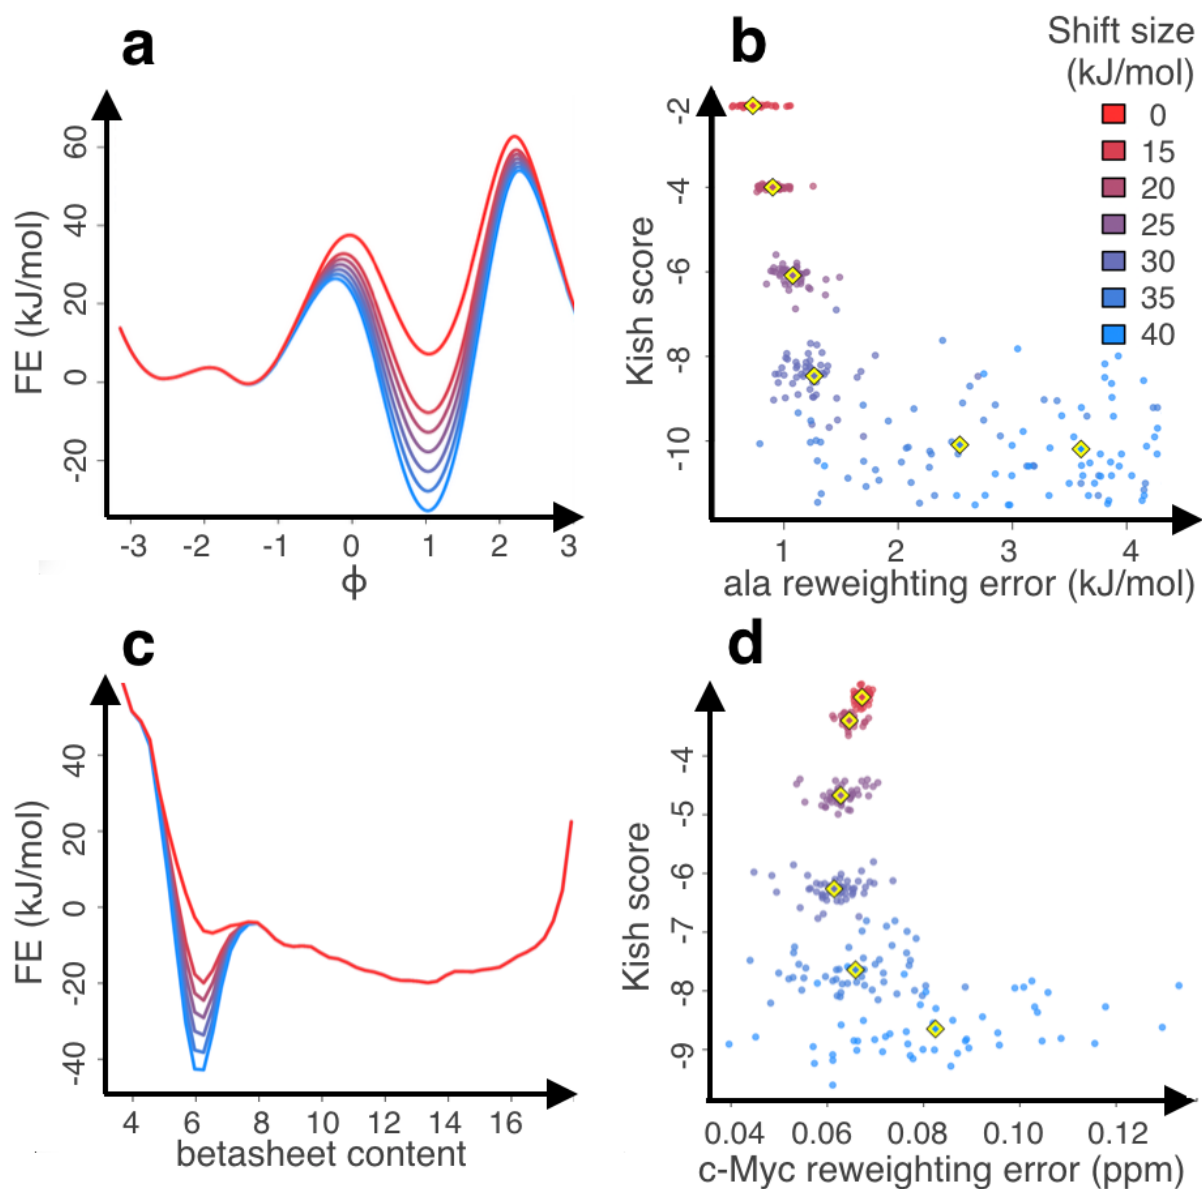 a
FE (kJ/mol)
60
40
20
0
-20
-3 -2 -1 0 1 2 3
ϕ
b
Shift size
(kJ/mol)
0
15
20
25
30
35
40
Kish score
-2
-4
-6
-8
-10
1 2 3 4
ala reweighting error (kJ/mol)
c
FE (kJ/mol)
40
20
0
-20
-40
4 6 8 10 12 14 16
betasheet content
d
Kish score
-4
-5
-6
-7
-8
-9
0.04 0.06 0.08 0.10 0.12
c-Myc reweighting error (ppm)